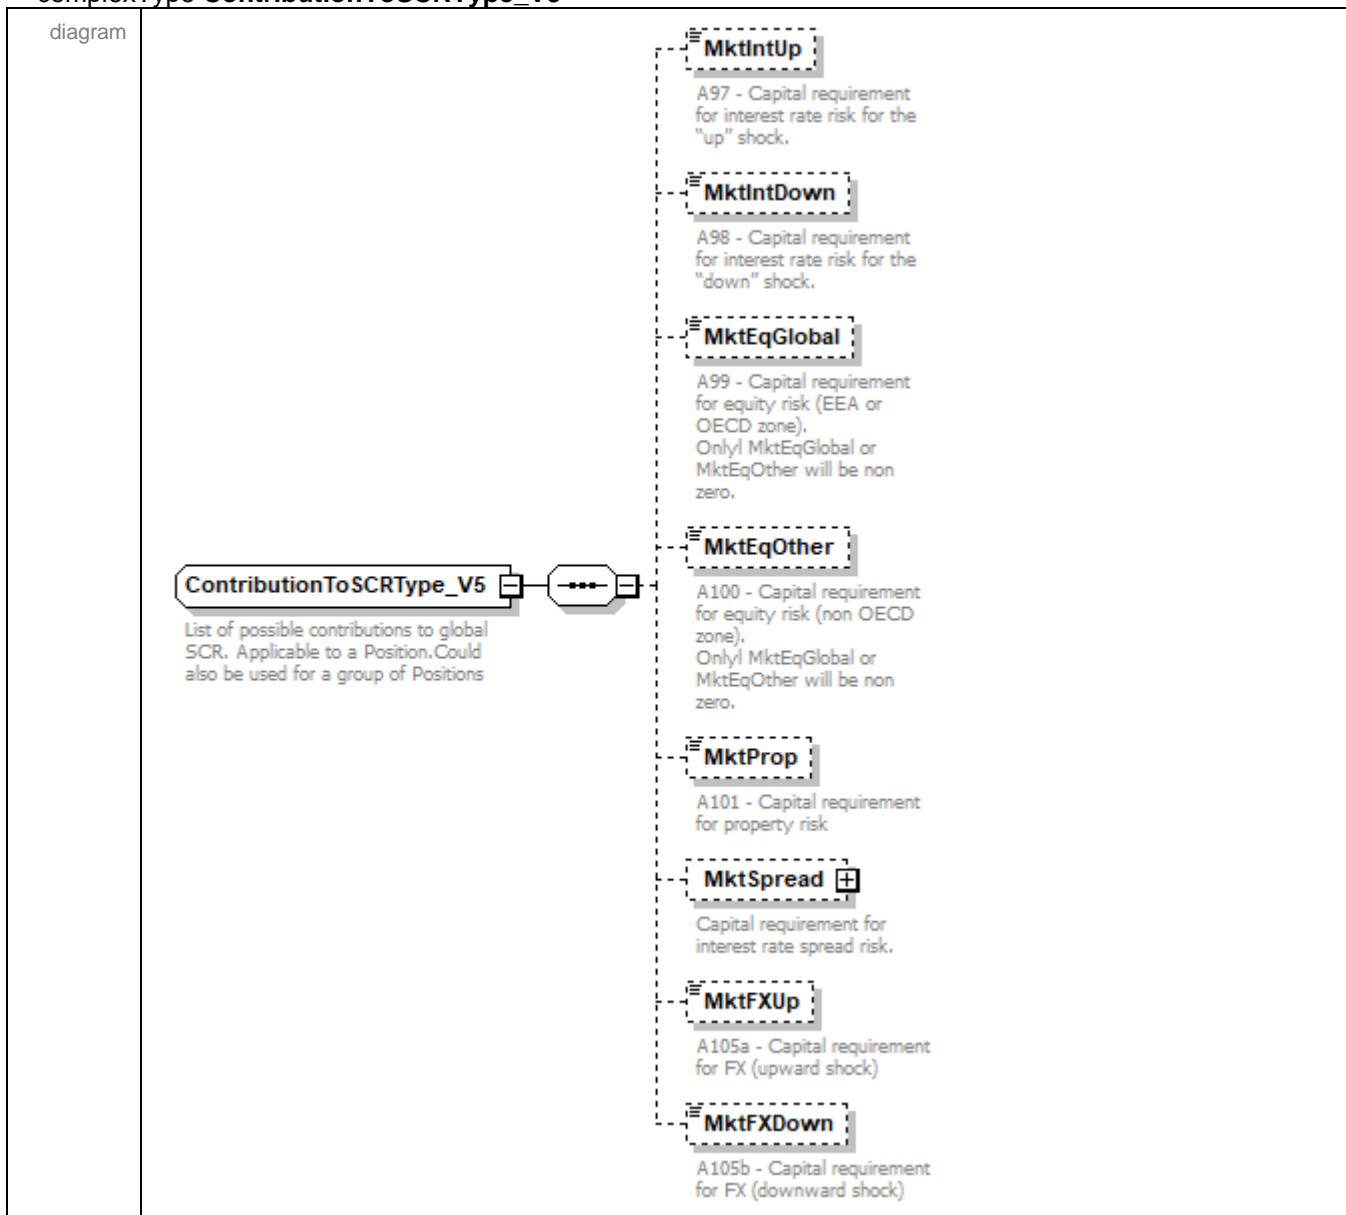 complexType ContributionToSCRType_V5
diagram
MktIntUp
A97 - Capital requirement
for interest rate risk for the
"up" shock.
MktIntDown
A98 - Capital requirement
for interest rate risk for the
"down" shock.
MktEqGlobal
A99 - Capital requirement
for equity risk (EEA or
OECD zone).
Onlyl MktEqGlobal or
MktEqOther will be non
zero.
MktEqOther
A100 - Capital requirement
for equity risk (non OECD
zone).
Onlyl MktEqGlobal or
MktEqOther will be non
zero.
ContributionToSCRType_V5
List of possible contributions to global
SCR. Applicable to a Position.Could
also be used for a group of Positions
MktProp
A101 - Capital requirement
for property risk
MktSpread
Capital requirement for
interest rate spread risk.
MktFXUp
A105a - Capital requirement
for FX (upward shock)
MktFXDown
A105b - Capital requirement
for FX (downward shock)